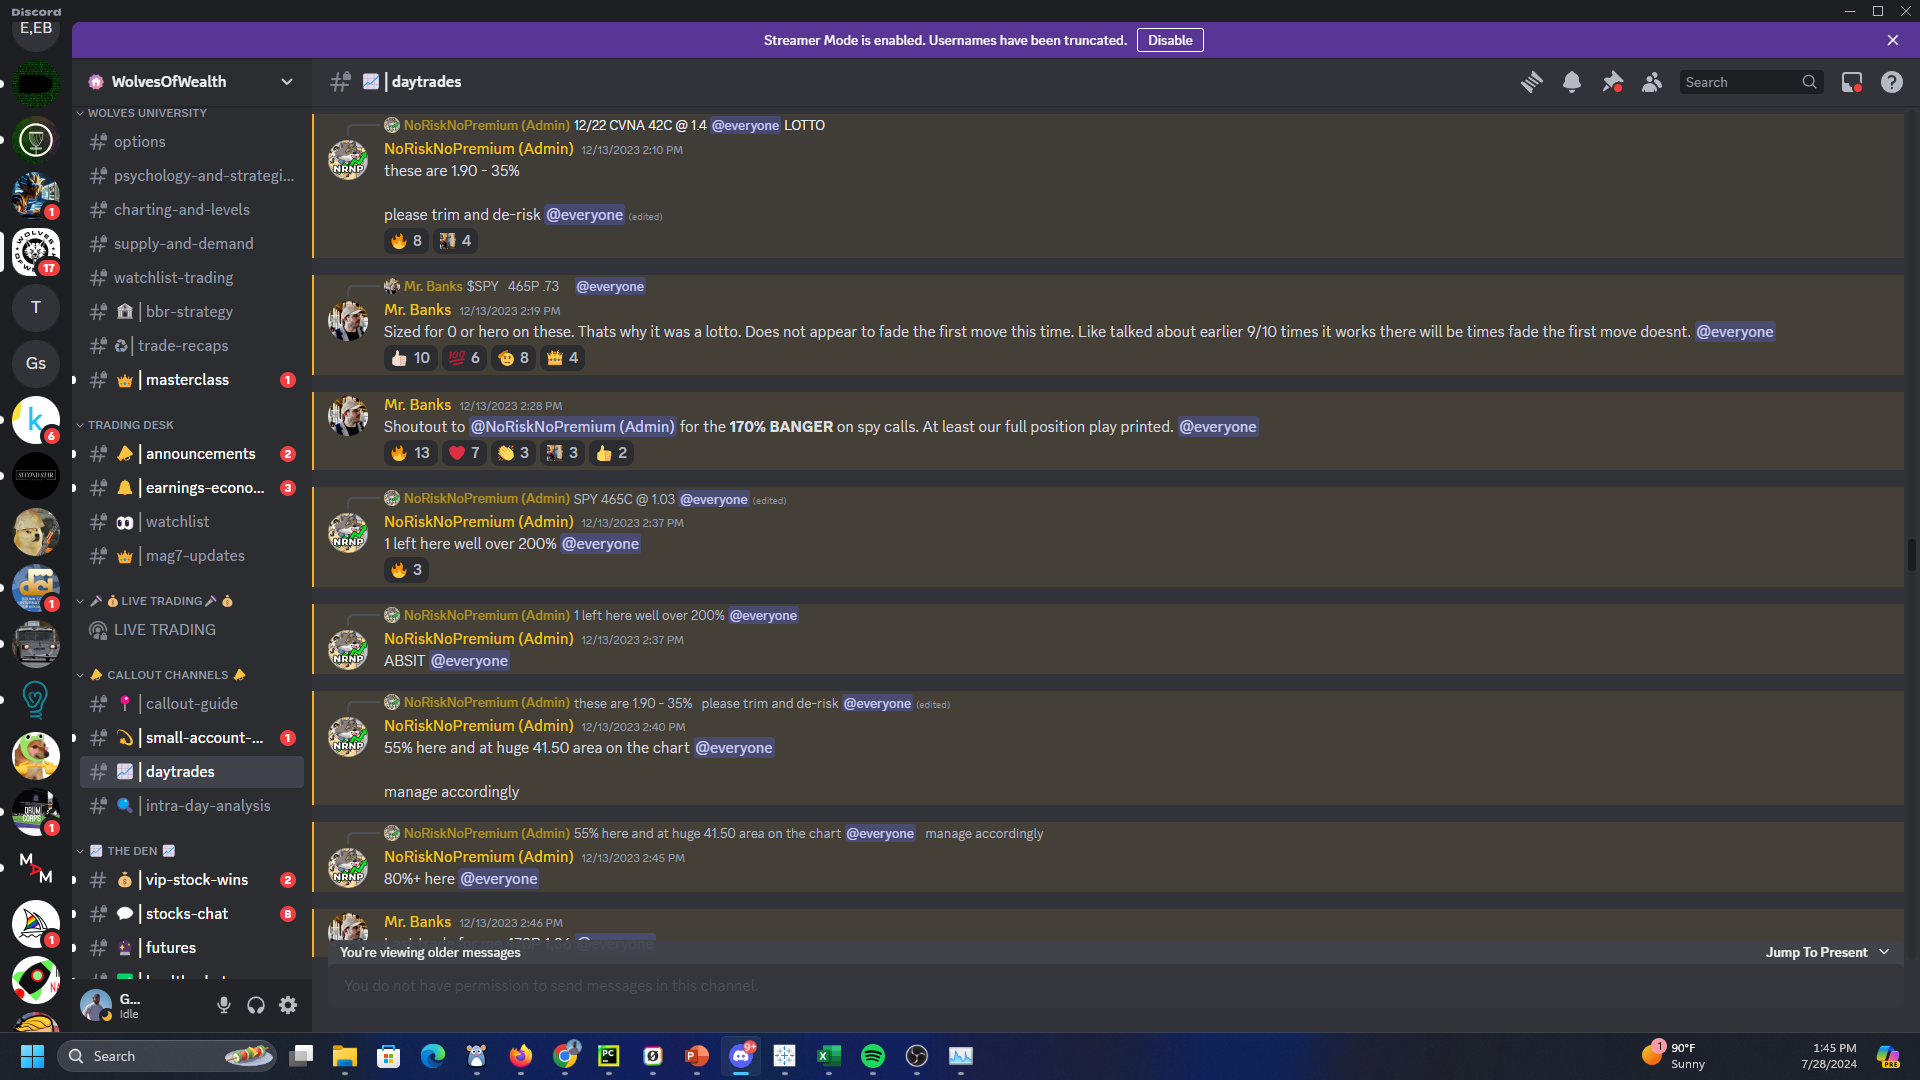 Discord
Streamer Mode is enabled. Usernames have been truncated. Disable
E,EB
WolvesOfWealth
| daytrades
Search
WOLVES UNIVERSITY
options
psychology-and-strategi...
charting-and-levels
supply-and-demand
watchlist-trading
| bbr-strategy
| trade-recaps
| masterclass 1
TRADING DESK
| announcements 2
| earnings-econo... 3
| watchlist
| mag7-updates
LIVE TRADING
LIVE TRADING
CALLOUT CHANNELS
| callout-guide
| small-account-... 1
| daytrades
| intra-day-analysis
THE DEN
| vip-stock-wins 2
| stocks-chat 8
| futures
1
17
T
Gs
k
6
SECOND STAR
dci
1
DRUM CORPS
1
M A M
1
G...
Idle
NoRiskNoPremium (Admin) 12/22 CVNA 42C @ 1.4 @everyone LOTTO
NRNP
NoRiskNoPremium (Admin) 12/13/2023 2:10 PM
these are 1.90 - 35%
please trim and de-risk @everyone (edited)
8 4
Mr. Banks $SPY 465P .73 @everyone
Mr. Banks 12/13/2023 2:19 PM
Sized for 0 or hero on these. Thats why it was a lotto. Does not appear to fade the first move this time. Like talked about earlier 9/10 times it works there will be times fade the first move doesnt. @everyone
10 100 6 8 4
Mr. Banks 12/13/2023 2:28 PM
Shoutout to @NoRiskNoPremium (Admin) for the 170% BANGER on spy calls. At least our full position play printed. @everyone
13 7 3 3 2
NoRiskNoPremium (Admin) SPY 465C @ 1.03 @everyone (edited)
NRNP
NoRiskNoPremium (Admin) 12/13/2023 2:37 PM
1 left here well over 200% @everyone
3
NoRiskNoPremium (Admin) 1 left here well over 200% @everyone
NRNP
NoRiskNoPremium (Admin) 12/13/2023 2:37 PM
ABSIT @everyone
NoRiskNoPremium (Admin) these are 1.90 - 35% please trim and de-risk @everyone (edited)
NRNP
NoRiskNoPremium (Admin) 12/13/2023 2:40 PM
55% here and at huge 41.50 area on the chart @everyone
manage accordingly
NoRiskNoPremium (Admin) 55% here and at huge 41.50 area on the chart @everyone manage accordingly
NRNP
NoRiskNoPremium (Admin) 12/13/2023 2:45 PM
80%+ here @everyone
Mr. Banks 12/13/2023 2:46 PM
You're viewing older messages Jump To Present
You do not have permission to send messages in this channel.
Search
PC
P
9+
X
1
90°F
Sunny
1:45 PM
7/28/2024
PRE